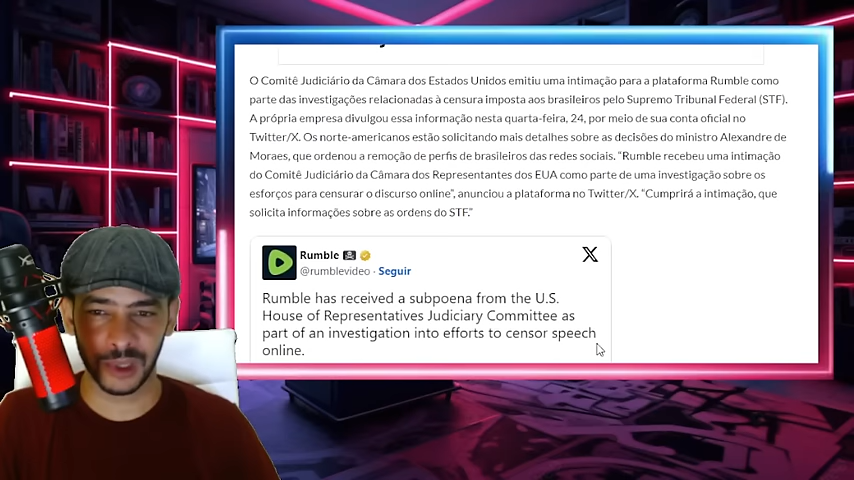 O Comitê Judiciário da Câmara dos Estados Unidos emitiu uma intimação para a plataforma Rumble como
parte das investigações relacionadas à censura imposta aos brasileiros pelo Supremo Tribunal Federal (STF).
A própria empresa divulgou essa informação nesta quarta-feira, 24, por meio de sua conta oficial no
Twitter/X. Os norte-americanos estão solicitando mais detalhes sobre as decisões do ministro Alexandre de
Moraes, que ordenou a remoção de perfis de brasileiros das redes sociais. “Rumble recebeu uma intimação
do Comitê Judiciário da Câmara dos Representantes dos EUA como parte de uma investigação sobre os
esforços para censurar o discurso online”, anunciou a plataforma no Twitter/X. “Cumprirá a intimação, que
solicita informações sobre as ordens do STF.”
Rumble
@rumblevideo · Seguir
Rumble has received a subpoena from the U.S.
House of Representatives Judiciary Committee as
part of an investigation into efforts to censor speech
online.